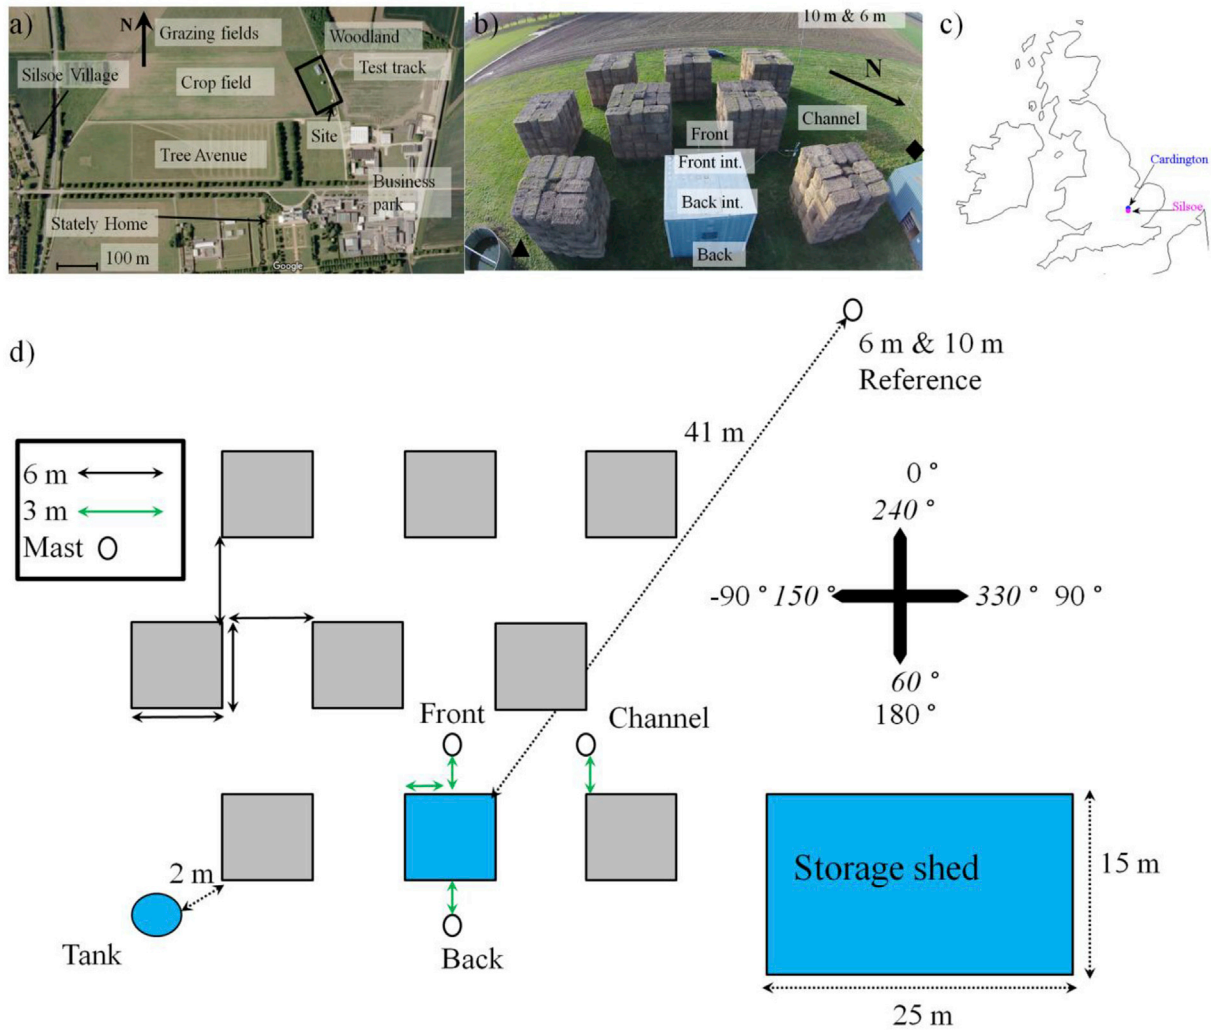 a)
N
Grazing fields
Woodland
Silsoe Village
Crop field
Test track
Site
Tree Avenue
Business
park
Stately Home
100 m
Google
b)
10 m & 6 m
N
Front
Channel
Front int.
Back int.
Back
c)
Cardington
Silsoe
d)
6 m & 10 m
Reference
41 m
6 m
3 m
Mast
0 °
240 °
-90 ° 150 ° 330 ° 90 °
60 °
180 °
Front
Channel
2 m
Storage shed
15 m
Tank
Back
25 m